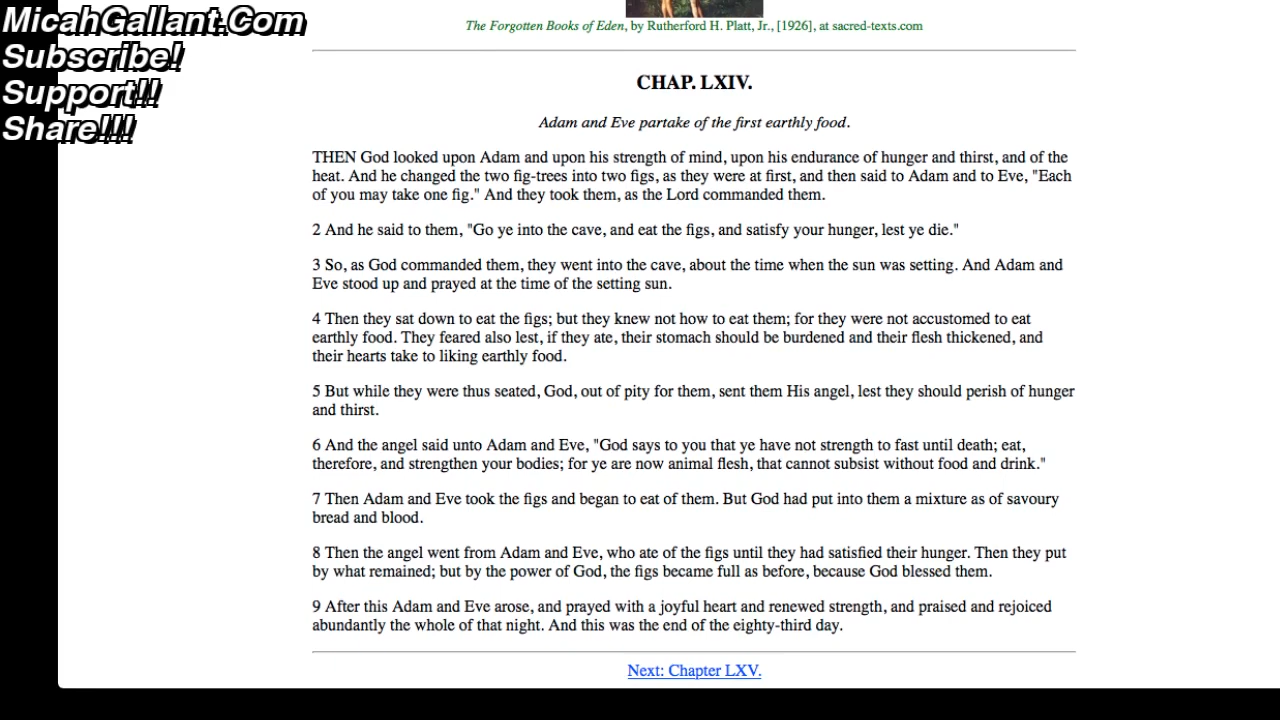 MicahGallant.Com
Subscribe!
Support!!
Share!!!
The Forgotten Books of Eden, by Rutherford H. Platt, Jr., [1926], at sacred-texts.com
CHAP. LXIV.
Adam and Eve partake of the first earthly food.
THEN God looked upon Adam and upon his strength of mind, upon his endurance of hunger and thirst, and of the
heat. And he changed the two fig-trees into two figs, as they were at first, and then said to Adam and to Eve, "Each
of you may take one fig." And they took them, as the Lord commanded them.
2 And he said to them, "Go ye into the cave, and eat the figs, and satisfy your hunger, lest ye die."
3 So, as God commanded them, they went into the cave, about the time when the sun was setting. And Adam and
Eve stood up and prayed at the time of the setting sun.
4 Then they sat down to eat the figs; but they knew not how to eat them; for they were not accustomed to eat
earthly food. They feared also lest, if they ate, their stomach should be burdened and their flesh thickened, and
their hearts take to liking earthly food.
5 But while they were thus seated, God, out of pity for them, sent them His angel, lest they should perish of hunger
and thirst.
6 And the angel said unto Adam and Eve, "God says to you that ye have not strength to fast until death; eat,
therefore, and strengthen your bodies; for ye are now animal flesh, that cannot subsist without food and drink."
7 Then Adam and Eve took the figs and began to eat of them. But God had put into them a mixture as of savoury
bread and blood.
8 Then the angel went from Adam and Eve, who ate of the figs until they had satisfied their hunger. Then they put
by what remained; but by the power of God, the figs became full as before, because God blessed them.
9 After this Adam and Eve arose, and prayed with a joyful heart and renewed strength, and praised and rejoiced
abundantly the whole of that night. And this was the end of the eighty-third day.
Next: Chapter LXV.